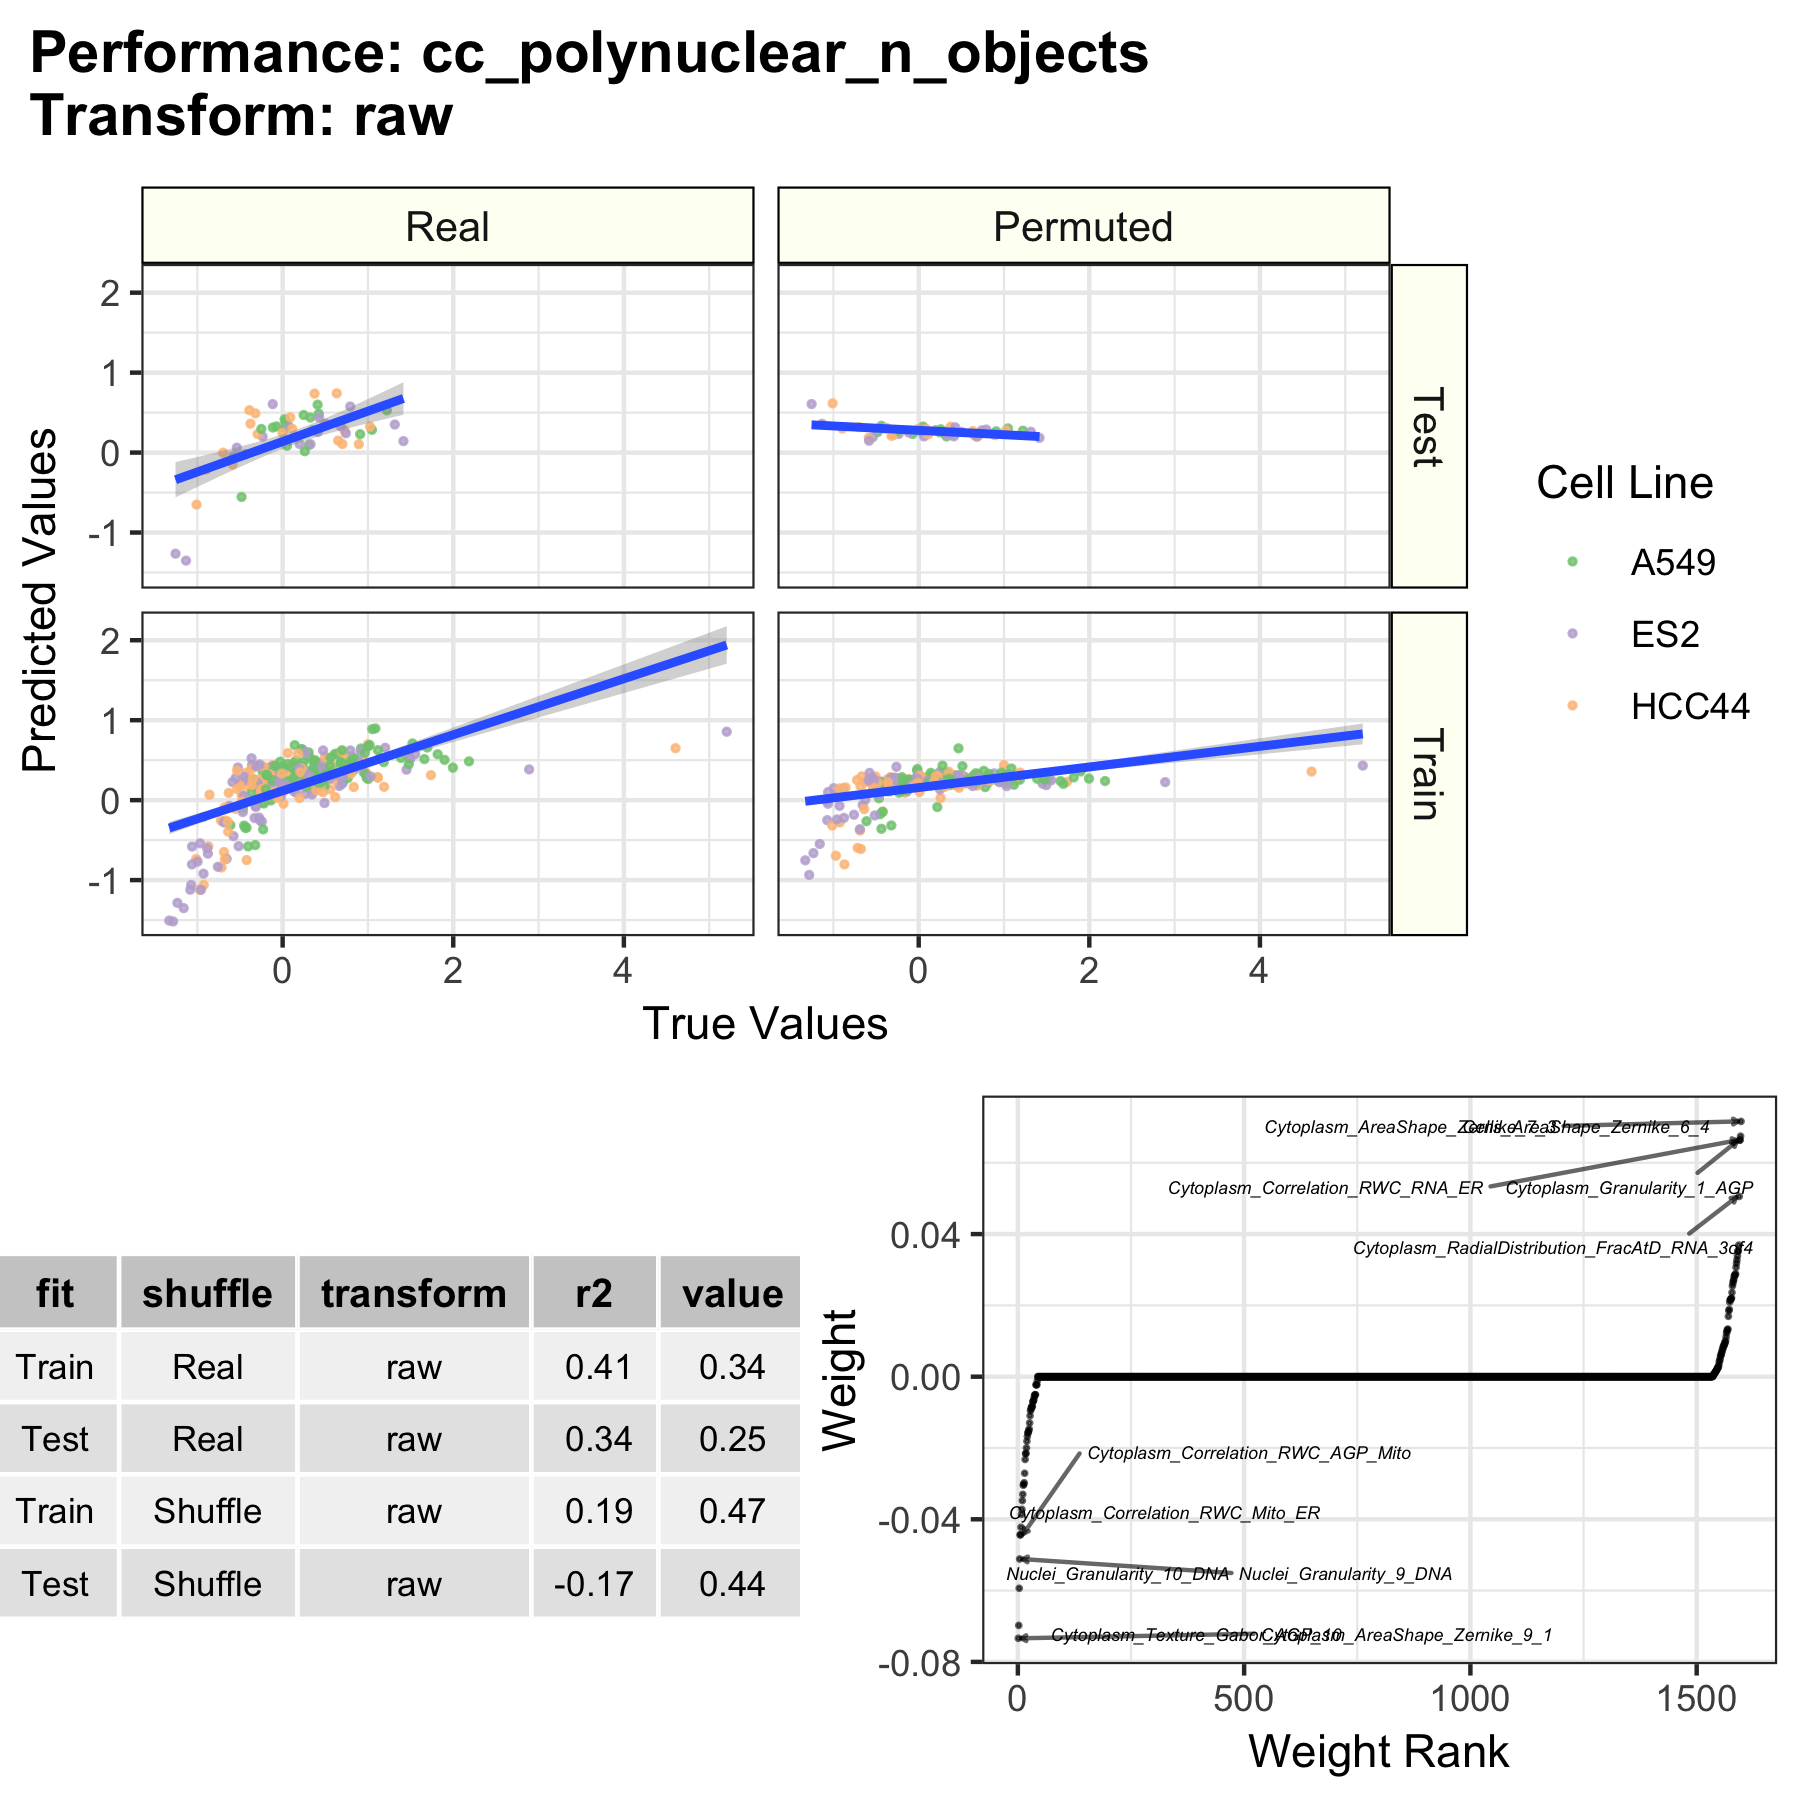 Performance: cc_polynuclear_n_objects
Transform: raw
Real
Permuted
2
1
0
-1
Test
2
1
0
-1
Train
Predicted Values
0
2
4
0
2
4
True Values
Cell Line
A549
ES2
HCC44
fit shuffle transform r2 value
Train Real raw 0.41 0.34
Test Real raw 0.34 0.25
Train Shuffle raw 0.19 0.47
Test Shuffle raw -0.17 0.44
Weight
0.04
0.00
-0.04
-0.08
Cytoplasm_AreaShape_Zernike_7_3
Cells_AreaShape_Zernike_6_4
Cytoplasm_Correlation_RWC_RNA_ER
Cytoplasm_Granularity_1_AGP
Cytoplasm_RadialDistribution_FracAtD_RNA_3of4
Cytoplasm_Correlation_RWC_AGP_Mito
Cytoplasm_Correlation_RWC_Mito_ER
Nuclei_Granularity_10_DNA
Nuclei_Granularity_9_DNA
Cytoplasm_Texture_Gabor_AGP_10
Cytoplasm_AreaShape_Zernike_9_1
0
500
1000
1500
Weight Rank